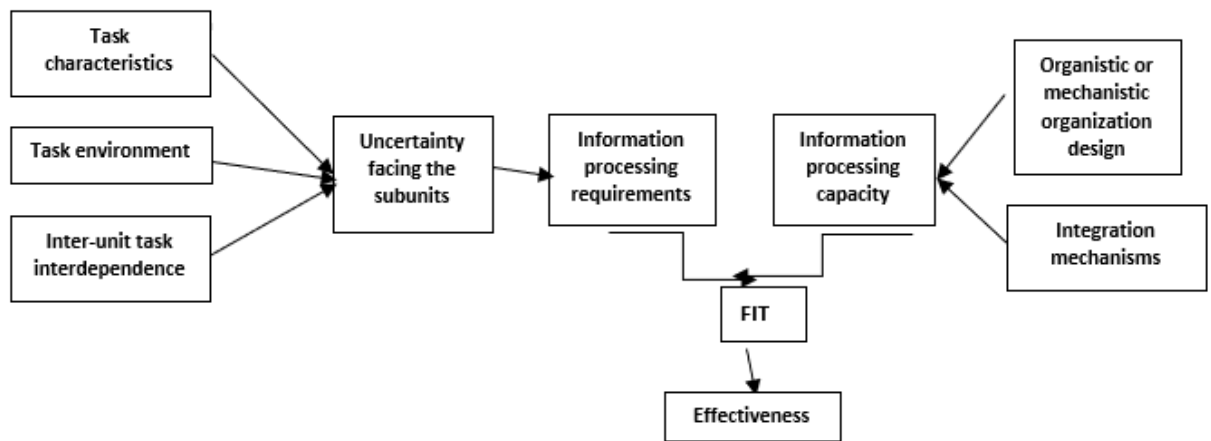 Task
characteristics
Task environment
Inter-unit task
interdependence
Uncertainty
facing the
subunits
Information
processing
requirements
Information
processing
capacity
Organistic or
mechanistic
organization
design
Integration
mechanisms
FIT
Effectiveness